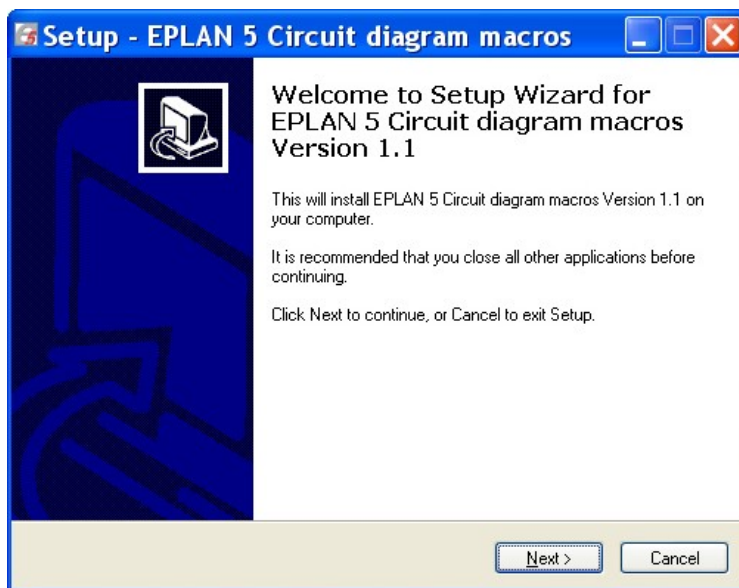 Setup - EPLAN 5 Circuit diagram macros
Welcome to Setup Wizard for
EPLAN 5 Circuit diagram macros
Version 1.1
This will install EPLAN 5 Circuit diagram macros Version 1.1 on
your computer.
It is recommended that you close all other applications before
continuing.
Click Next to continue, or Cancel to exit Setup.
Next > Cancel